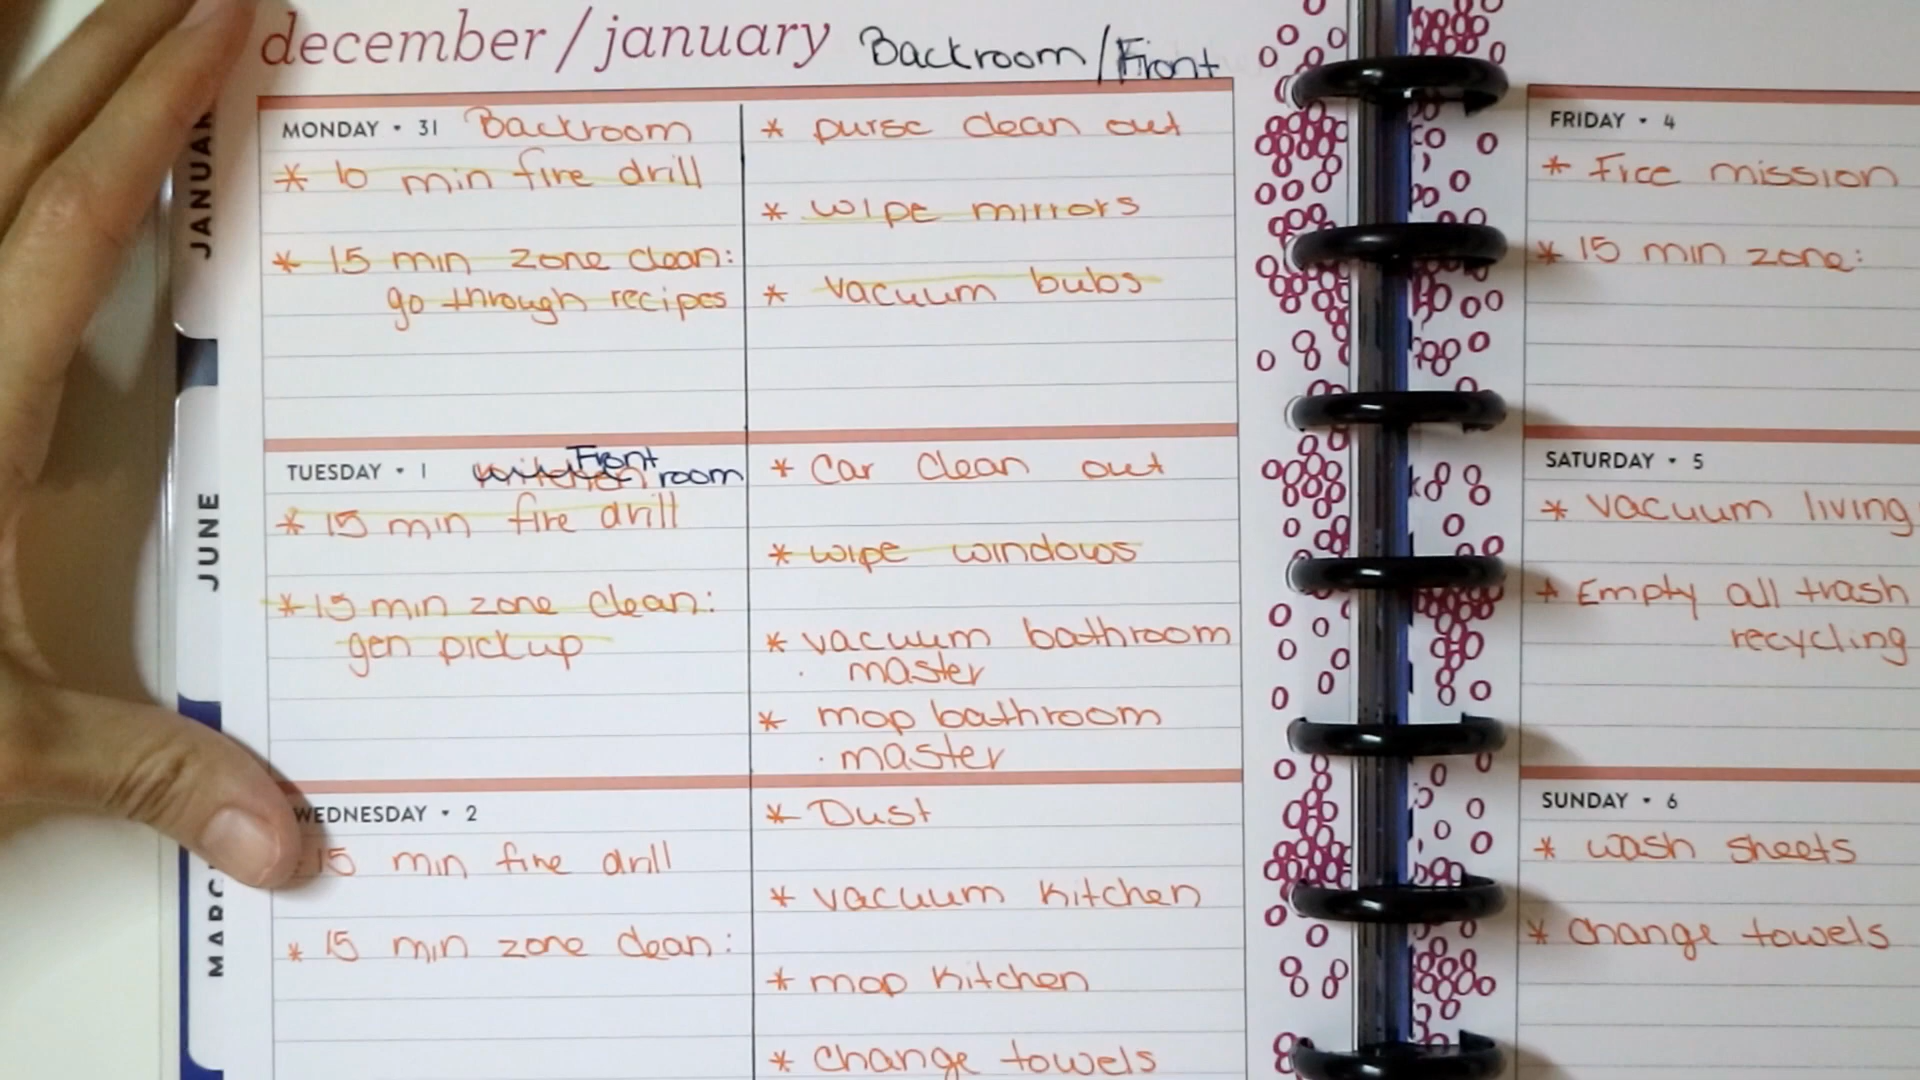 december / january Backroom / Front
MONDAY • 31 Backroom
* 10 min fire drill
* 15 min zone clean:
go through recipes
* purse clean out
* wipe mirrors
* vacuum bubs
TUESDAY • 1 Front room
* 15 min fire drill
* 15 min zone clean:
gen pickup
* Car clean out
* wipe windows
* vacuum bathroom
. master
* mop bathroom
. master
WEDNESDAY • 2
15 min fire drill
* 15 min zone clean:
* Dust
* vacuum kitchen
* mop kitchen
* change towels
FRIDAY • 4
* Free mission
* 15 min zone:
SATURDAY • 5
* vacuum living
* Empty all trash
recycling
SUNDAY • 6
* wash sheets
* change towels
JANUAR
JUNE
MARC